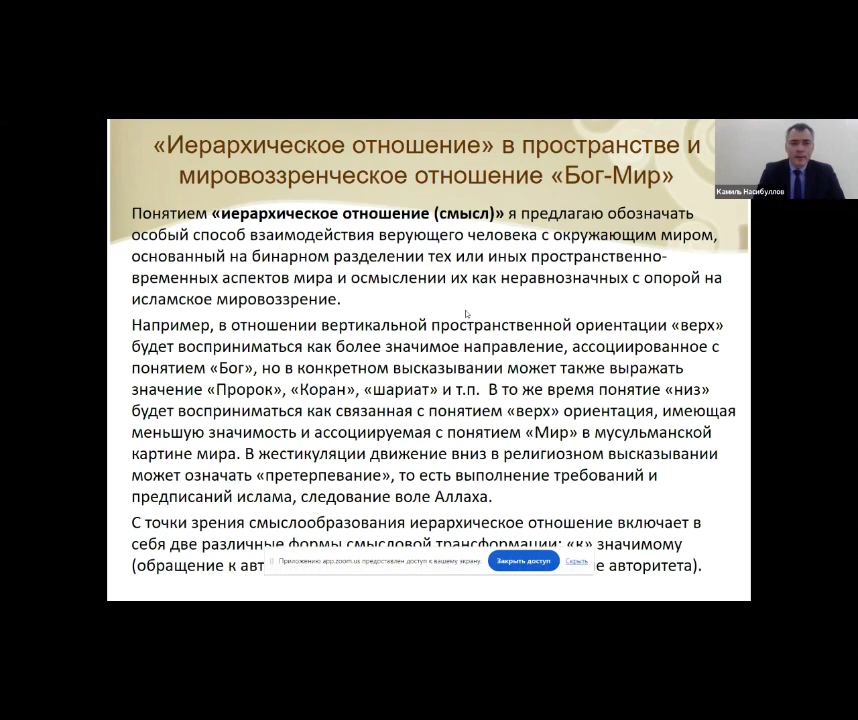 «Иерархическое отношение» в пространстве и
мировоззренческое отношение «Бог-Мир»
Камиль Насибуллов
Понятием «иерархическое отношение (смысл)» я предлагаю обозначать
особый способ взаимодействия верующего человека с окружающим миром,
основанный на бинарном разделении тех или иных пространственно-
временных аспектов мира и осмыслении их как неравнозначных с опорой на
исламское мировоззрение.
Например, в отношении вертикальной пространственной ориентации «верх»
будет восприниматься как более значимое направление, ассоциированное с
понятием «Бог», но в конкретном высказывании может также выражать
значение «Пророк», «Коран», «шариат» и т.п. В то же время понятие «низ»
будет восприниматься как связанная с понятием «верх» ориентация, имеющая
меньшую значимость и ассоциируемая с понятием «Мир» в мусульманской
картине мира. В жестикуляции движение вниз в религиозном высказывании
может означать «претерпевание», то есть выполнение требований и
предписаний ислама, следование воле Аллаха.
С точки зрения смыслообразования иерархическое отношение включает в
себя две различные формы смысловой трансформации: «к» значимому
(обращение к авт е авторитета).
Приложению app.zoom.us предоставлен доступ к вашему экрану.
Закрыть доступ
Скрыть